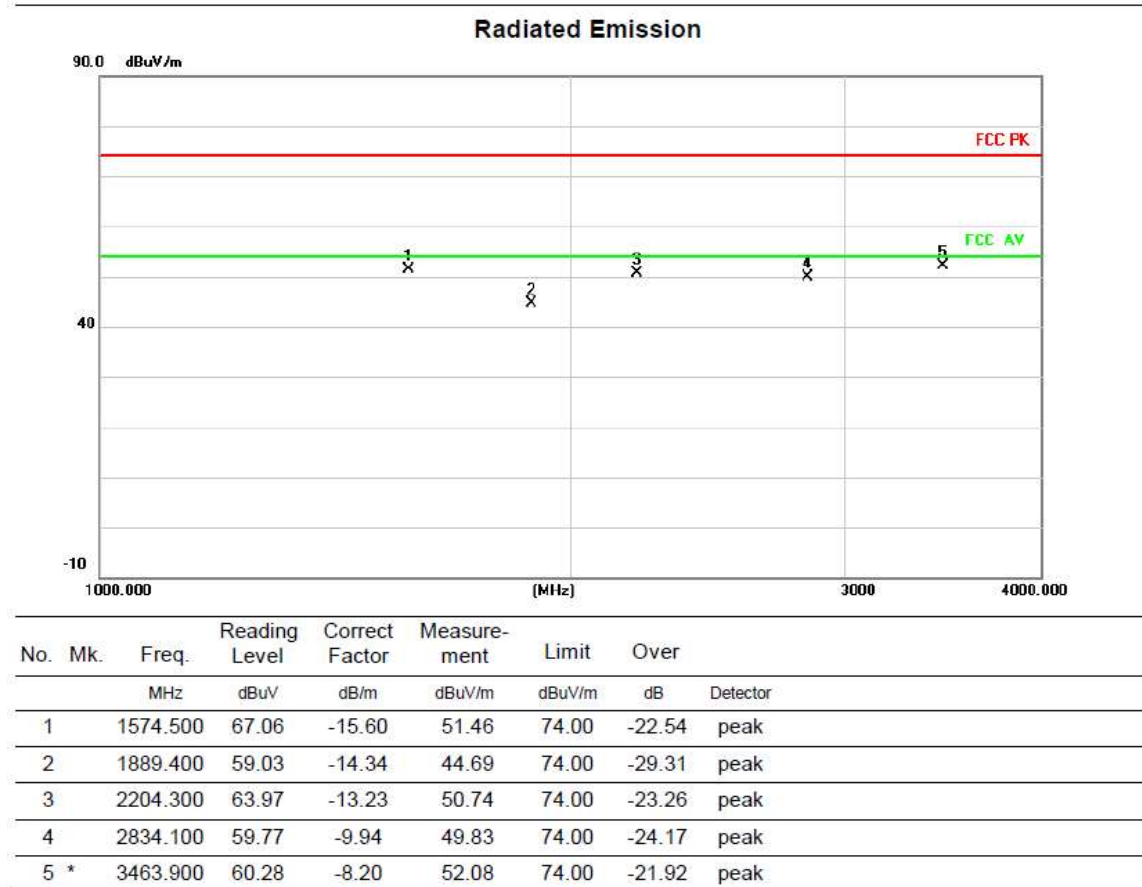 Radiated Emission
90.0 dBuV/m
FCC PK
FCC AV
1 2 3 4 5
40
-10
1000.000 (MHz) 3000 4000.000
No. Mk. Freq. Reading Level Correct Factor Measure-ment Limit Over
MHz dBuV dB/m dBuV/m dBuV/m dB Detector
1 1574.500 67.06 -15.60 51.46 74.00 -22.54 peak
2 1889.400 59.03 -14.34 44.69 74.00 -29.31 peak
3 2204.300 63.97 -13.23 50.74 74.00 -23.26 peak
4 2834.100 59.77 -9.94 49.83 74.00 -24.17 peak
5 * 3463.900 60.28 -8.20 52.08 74.00 -21.92 peak